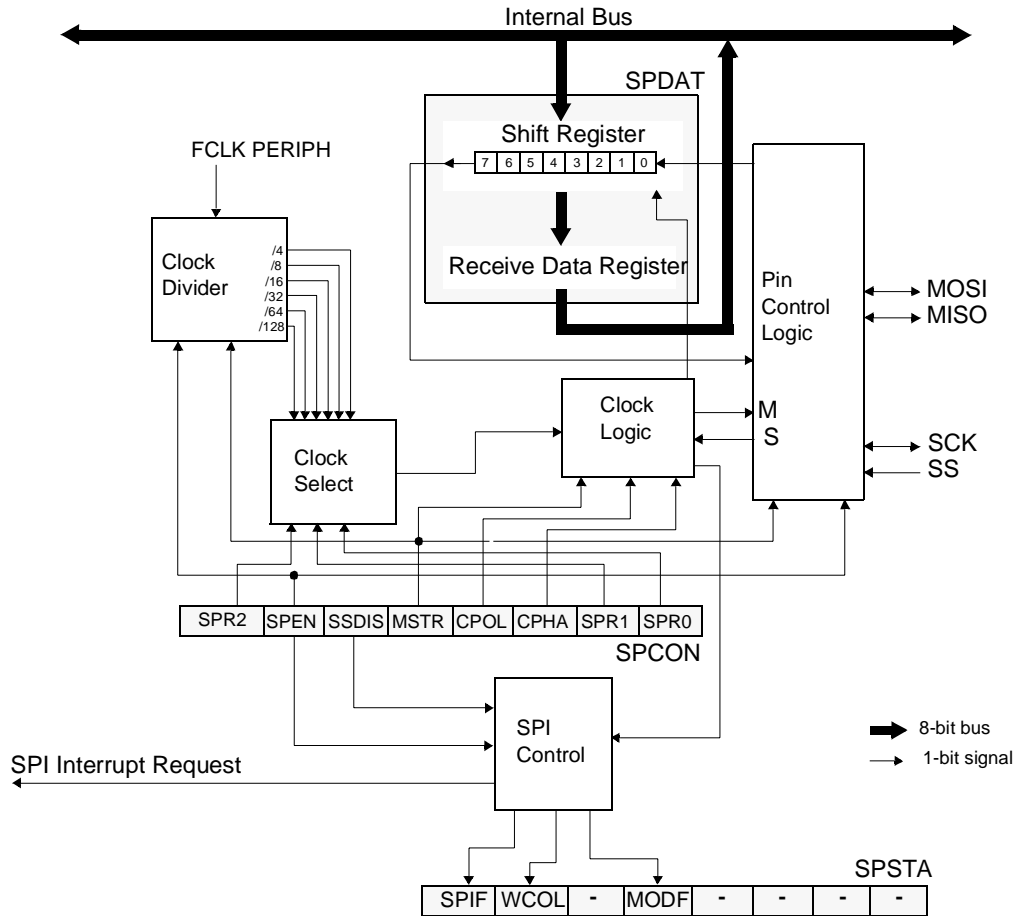 Internal Bus
SPDAT
Shift Register
7 6 5 4 3 2 1 0
FCLK PERIPH
Clock
Divider
/4
/8
/16
/32
/64
/128
Receive Data Register
Pin
Control
Logic
MOSI
MISO
Clock
Logic
M
S
SCK
SS
Clock
Select
SPR2 SPEN SSDIS MSTR CPOL CPHA SPR1 SPR0
SPCON
SPI
Control
8-bit bus
1-bit signal
SPI Interrupt Request
SPSTA
SPIF WCOL - MODF - - - -